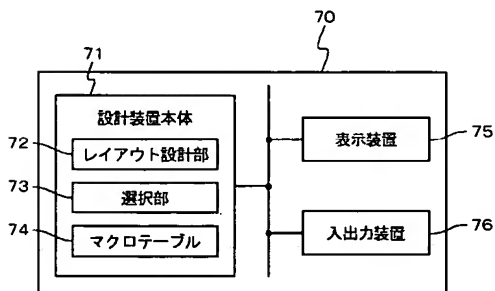 70
71
設計装置本体
72
レイアウト設計部
73
選択部
74
マクロテーブル
表示装置
75
入出力装置
76